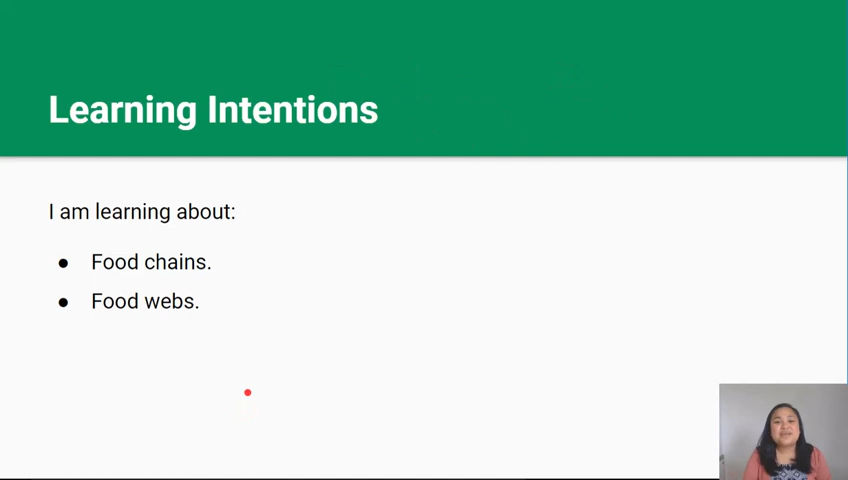 Learning Intentions
I am learning about:
● Food chains.
● Food webs.